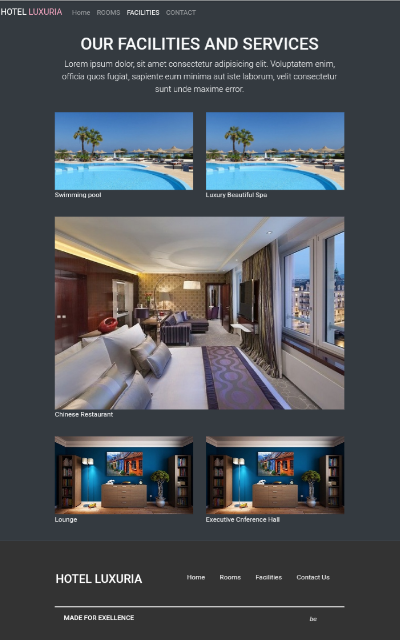 HOTEL LUXURIA Home ROOMS FACILITIES CONTACT
OUR FACILITIES AND SERVICES
Lorem ipsum dolor, sit amet consectetur adipisicing elit. Voluptatem enim,
officia quos fugiat, sapiente eum minima aut iste laborum, velit consectetur
sunt unde maxime error.
Swimming pool
Luxury Beautiful Spa
Chinese Restaurant
Lounge
Executive Cnference Hall
HOTEL LUXURIA
Home Rooms Facilities Contact Us
MADE FOR EXELLENCE